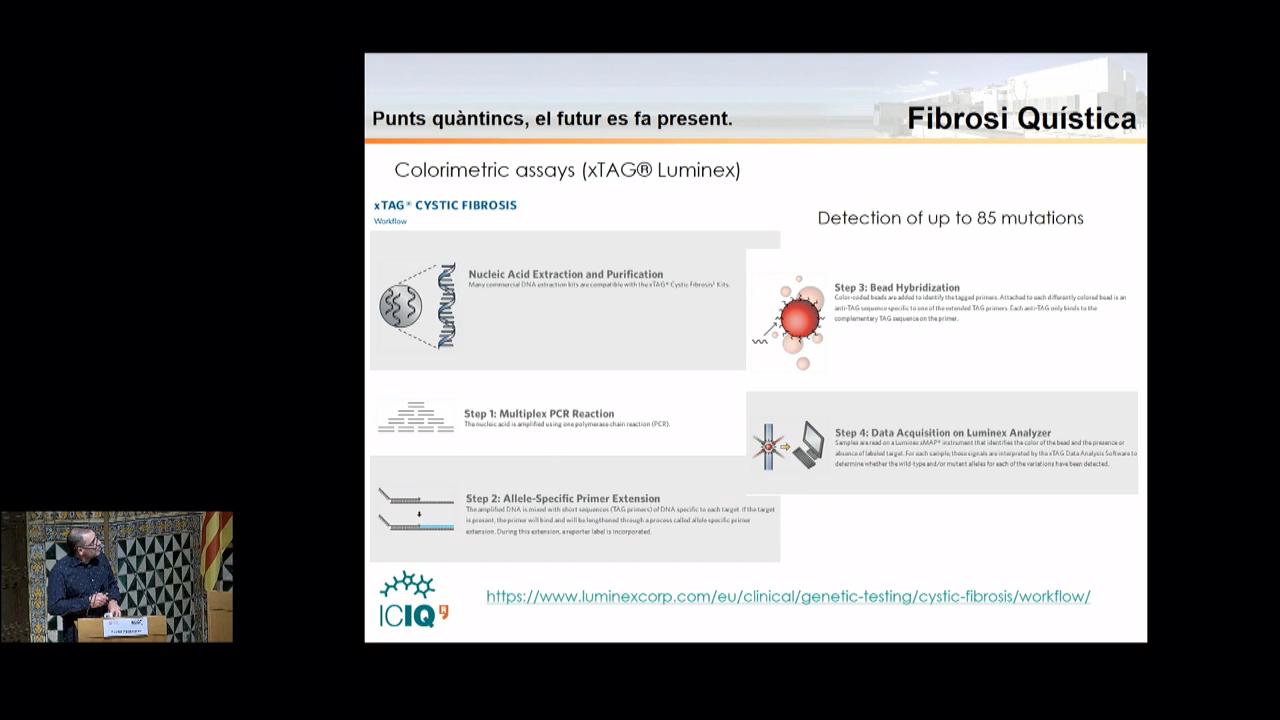 Punts quàntincs, el futur es fa present.
Fibrosi Quística
Colorimetric assays (xTAG® Luminex)
xTAG® CYSTIC FIBROSIS
Workflow
Detection of up to 85 mutations
Nucleic Acid Extraction and Purification
Many commercial DNA extraction kits are compatible with the xTAG® Cystic Fibrosis¹ Kits.
Step 1: Multiplex PCR Reaction
The nucleic acid is amplified using one polymerase chain reaction (PCR).
Step 2: Allele-Specific Primer Extension
The amplified DNA is mixed with short sequences (TAG primers) of DNA specific to each target. If the target
is present, the primer will bind and will be lengthened through a process called allele specific primer
extension. During this extension, a reporter label is incorporated.
Step 3: Bead Hybridization
Color-coded beads are added to identify the tagged primers. Attached to each differently colored bead is an
anti-TAG sequence specific to one of the extended TAG primers. Each anti-TAG only binds to the
complementary TAG sequence on the primer.
Step 4: Data Acquisition on Luminex Analyzer
Samples are read on a Luminex xMAP® instrument that identifies the color of the bead and the presence or
absence of labeled target. For each sample, those signals are interpreted by the xTAG Data Analysis Software to
determine whether the wild-type and/or mutant alleles for each of the variations have been detected.
ICIQ
https://www.luminexcorp.com/eu/clinical/genetic-testing/cystic-fibrosis/workflow/